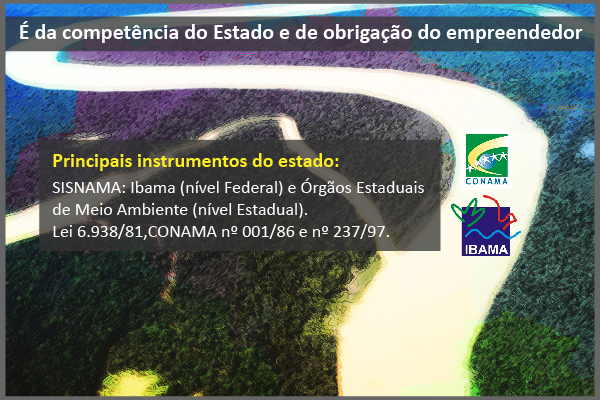 É da competência do Estado e de obrigação do empreendedor
Principais instrumentos do estado:
SISNAMA: Ibama (nível Federal) e Órgãos Estaduais
de Meio Ambiente (nível Estadual).
Lei 6.938/81,CONAMA nº 001/86 e nº 237/97.
CONAMA
IBAMA